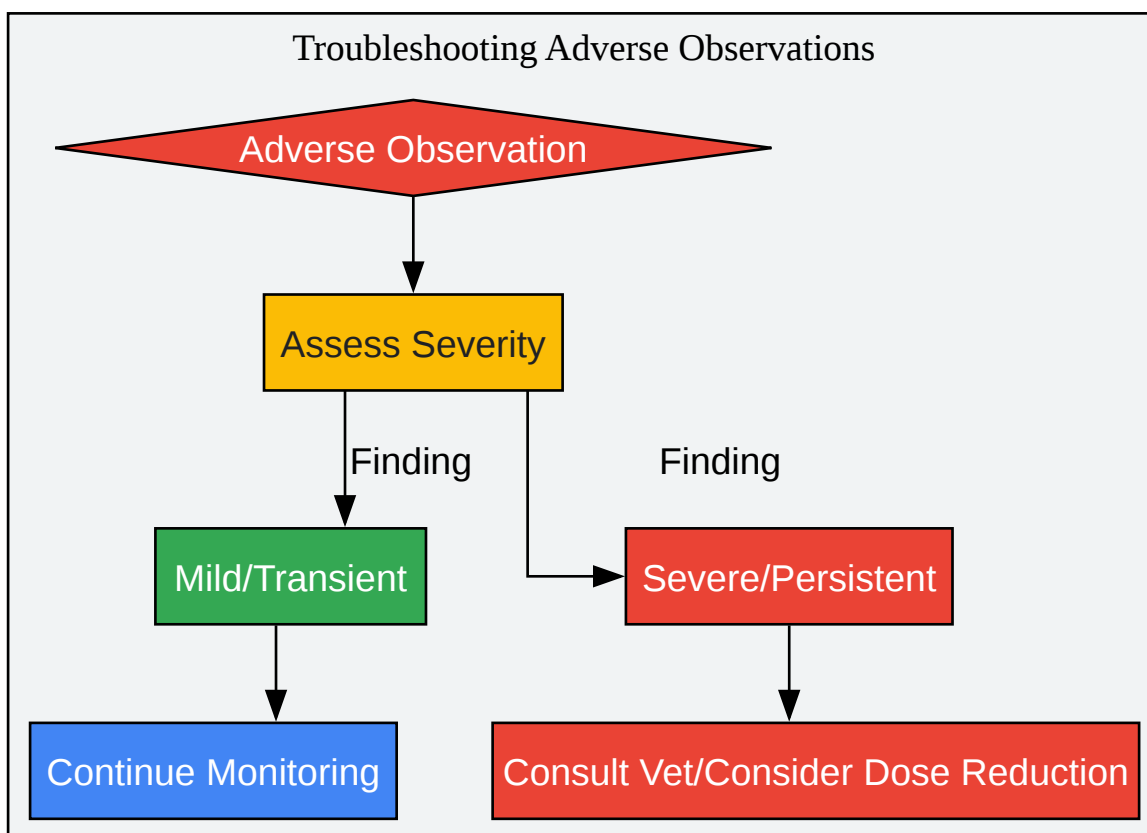 Troubleshooting Adverse Observations
Adverse Observation
Assess Severity
Finding
Finding
Mild/Transient
Severe/Persistent
Continue Monitoring
Consult Vet/Consider Dose Reduction